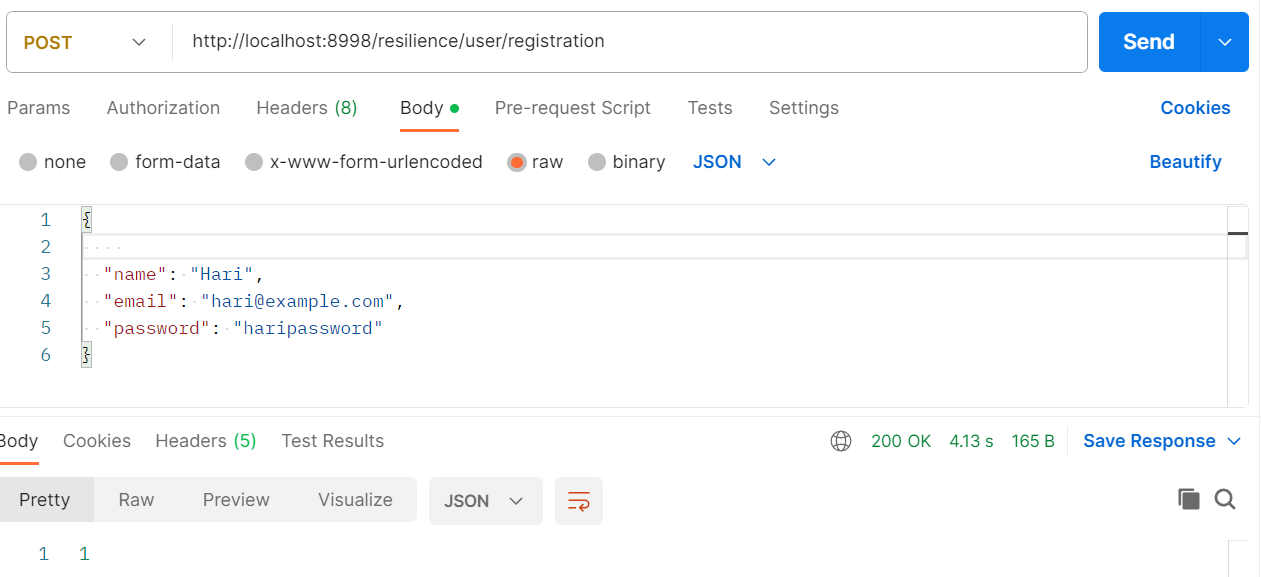 POST http://localhost:8998/resilience/user/registration Send
Params Authorization Headers (8) Body Pre-request Script Tests Settings Cookies
none form-data x-www-form-urlencoded raw binary JSON Beautify
1 {
2
3 "name": "Hari",
4 "email": "hari@example.com",
5 "password": "haripassword"
6 }
Body Cookies Headers (5) Test Results 200 OK 4.13 s 165 B Save Response
Pretty Raw Preview Visualize JSON
1 1